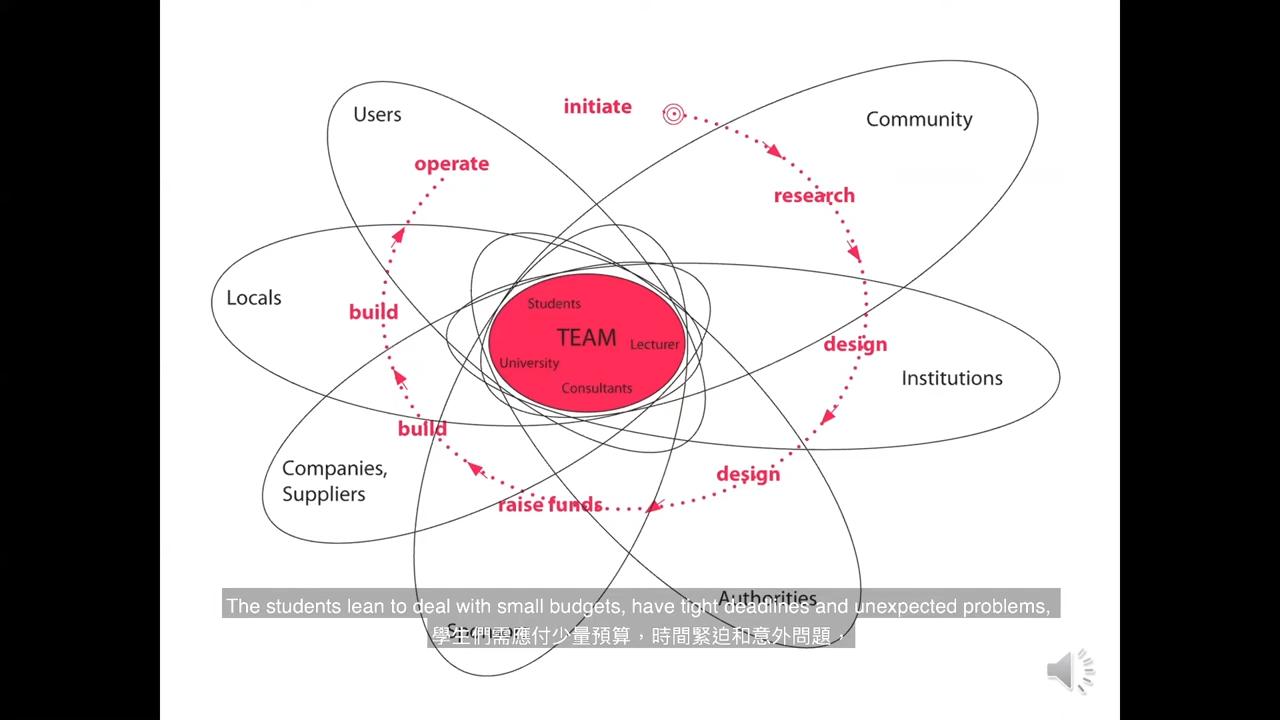 Users
initiate
Community
operate
research
Locals
Students
build
TEAM
Lecturer
design
University
Institutions
Consultants
build
Companies,
Suppliers
design
raise funds
Authorities
The students lean to deal with small budgets, have tight deadlines and unexpected problems,
學生們需應付少量預算，時間緊迫和意外問題，